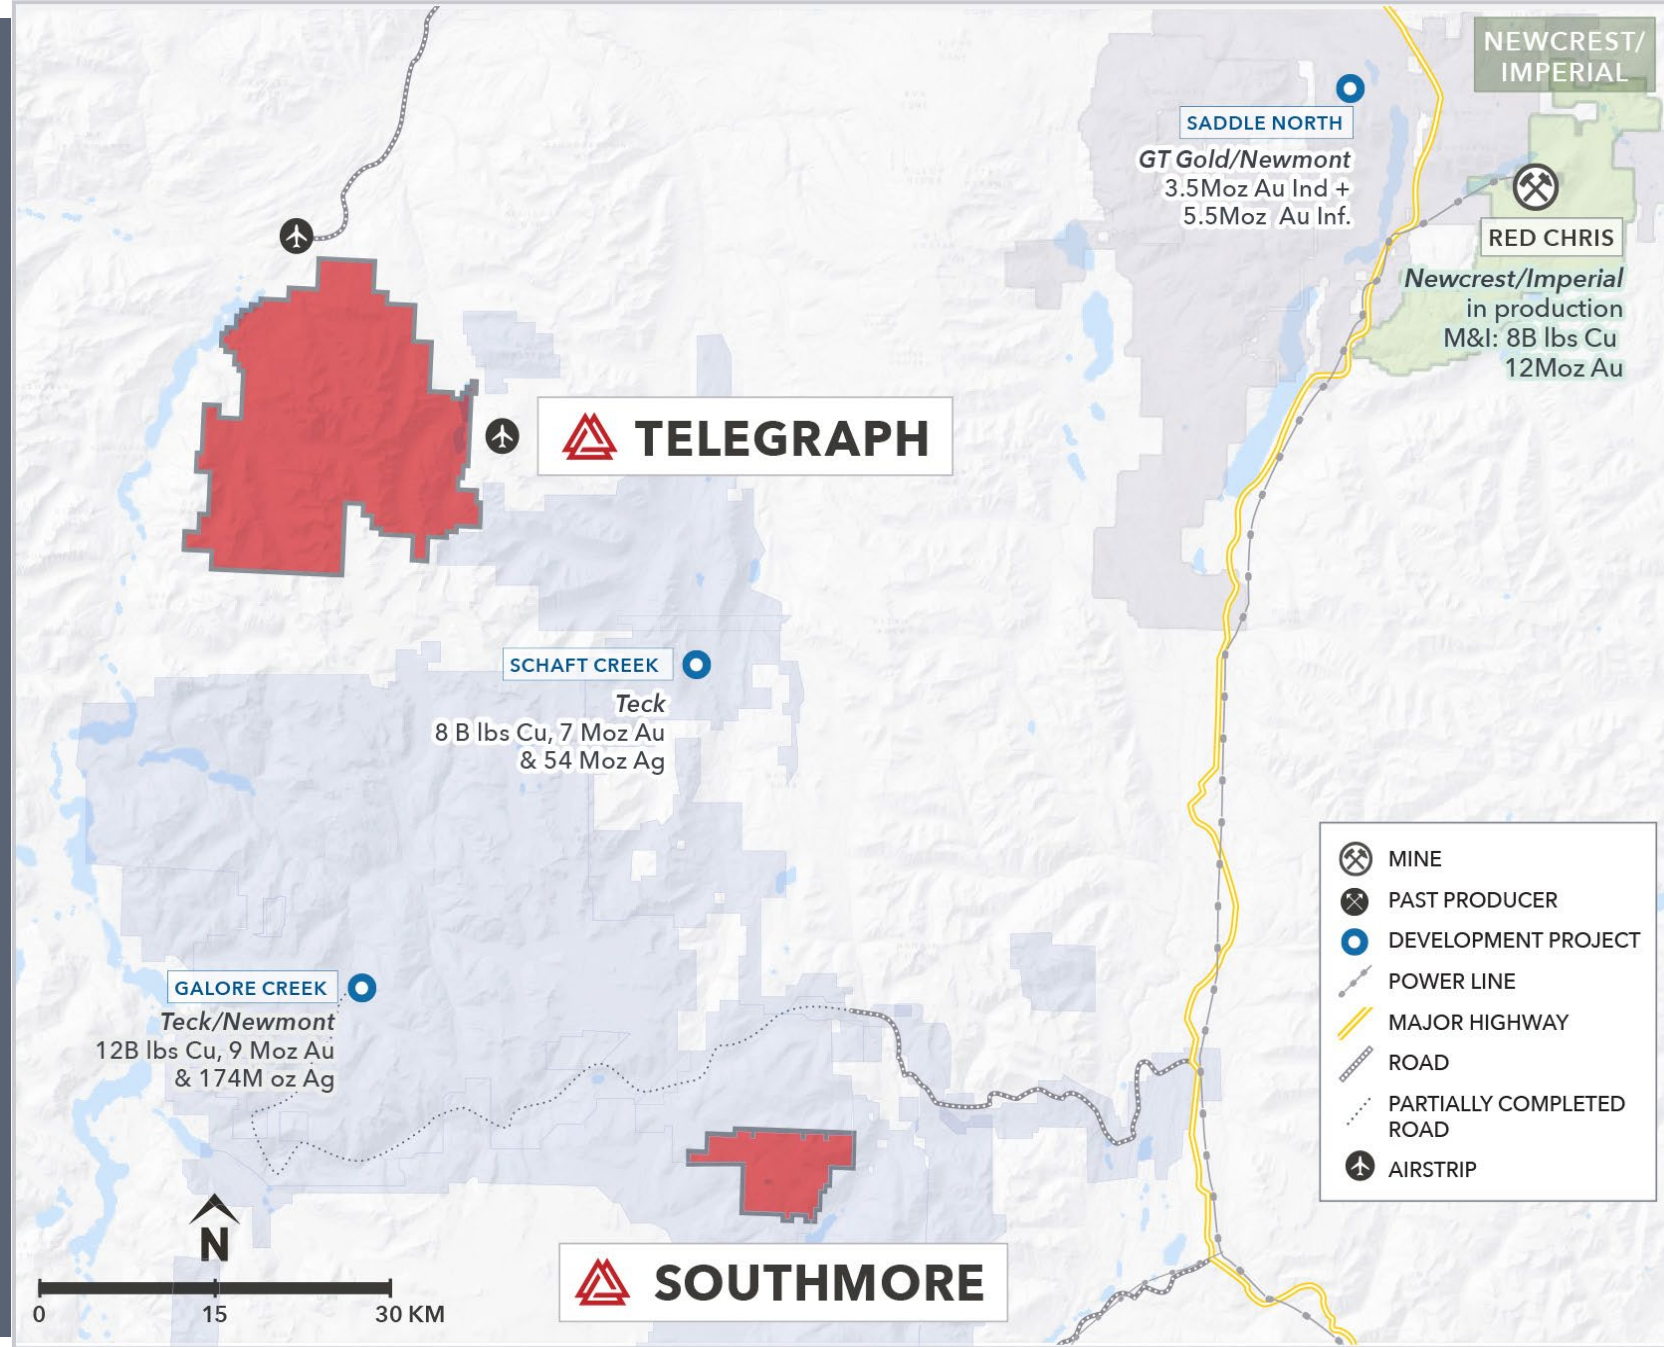 NEWCREST/
IMPERIAL
SADDLE NORTH
GT Gold/Newmont
3.5Moz Au Ind +
5.5Moz Au Inf.
RED CHRIS
Newcrest/Imperial
in production
M&I: 8B lbs Cu
12Moz Au
TELEGRAPH
SCHAFT CREEK
Teck
8 B lbs Cu, 7 Moz Au
& 54 Moz Ag
GALORE CREEK
Teck/Newmont
12B lbs Cu, 9 Moz Au
& 174M oz Ag
SOUTHMORE
N
0 15 30 KM
MINE
PAST PRODUCER
DEVELOPMENT PROJECT
POWER LINE
MAJOR HIGHWAY
ROAD
PARTIALLY COMPLETED
ROAD
AIRSTRIP